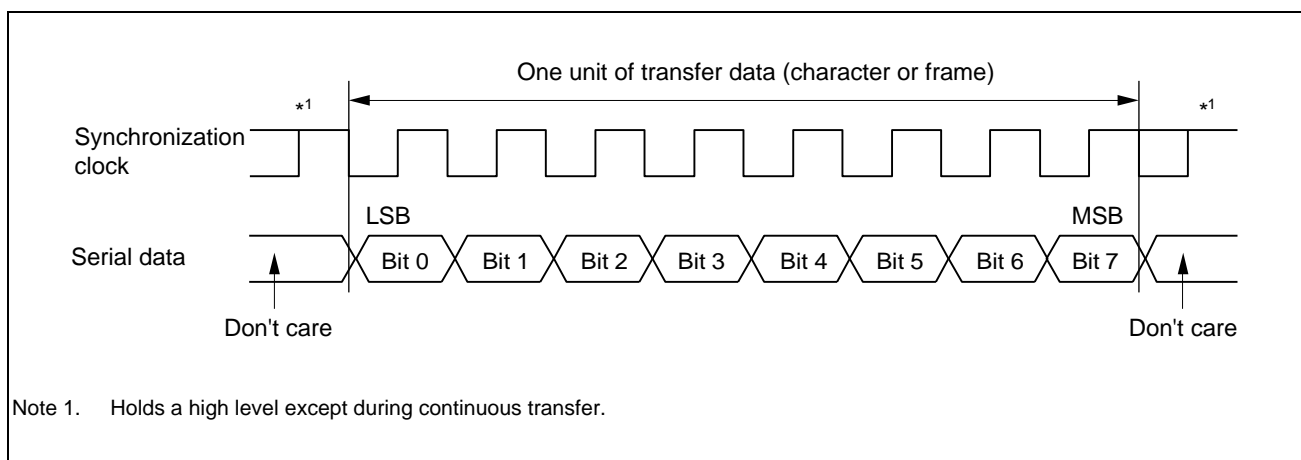 One unit of transfer data (character or frame)
*1
*1
Synchronization
clock
LSB
MSB
Serial data
Bit 0
Bit 1
Bit 2
Bit 3
Bit 4
Bit 5
Bit 6
Bit 7
Don't care
Don't care
Note 1. Holds a high level except during continuous transfer.